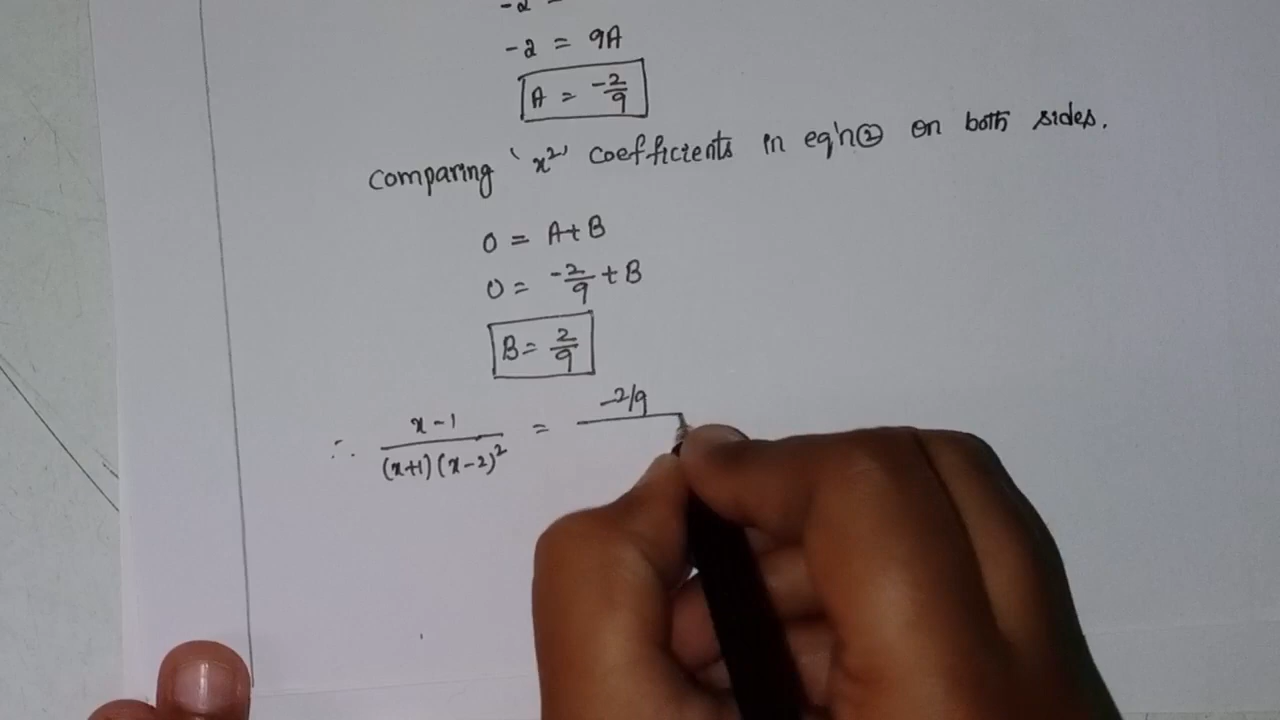 -2 =
-2 = 9A
A = -2/9
Comparing 'x²' coefficients in eq'n② on both sides.
0 = A+B
0 = -2/9 + B
B = 2/9
∴ x-1/(x+1)(x-2)² = -2/9